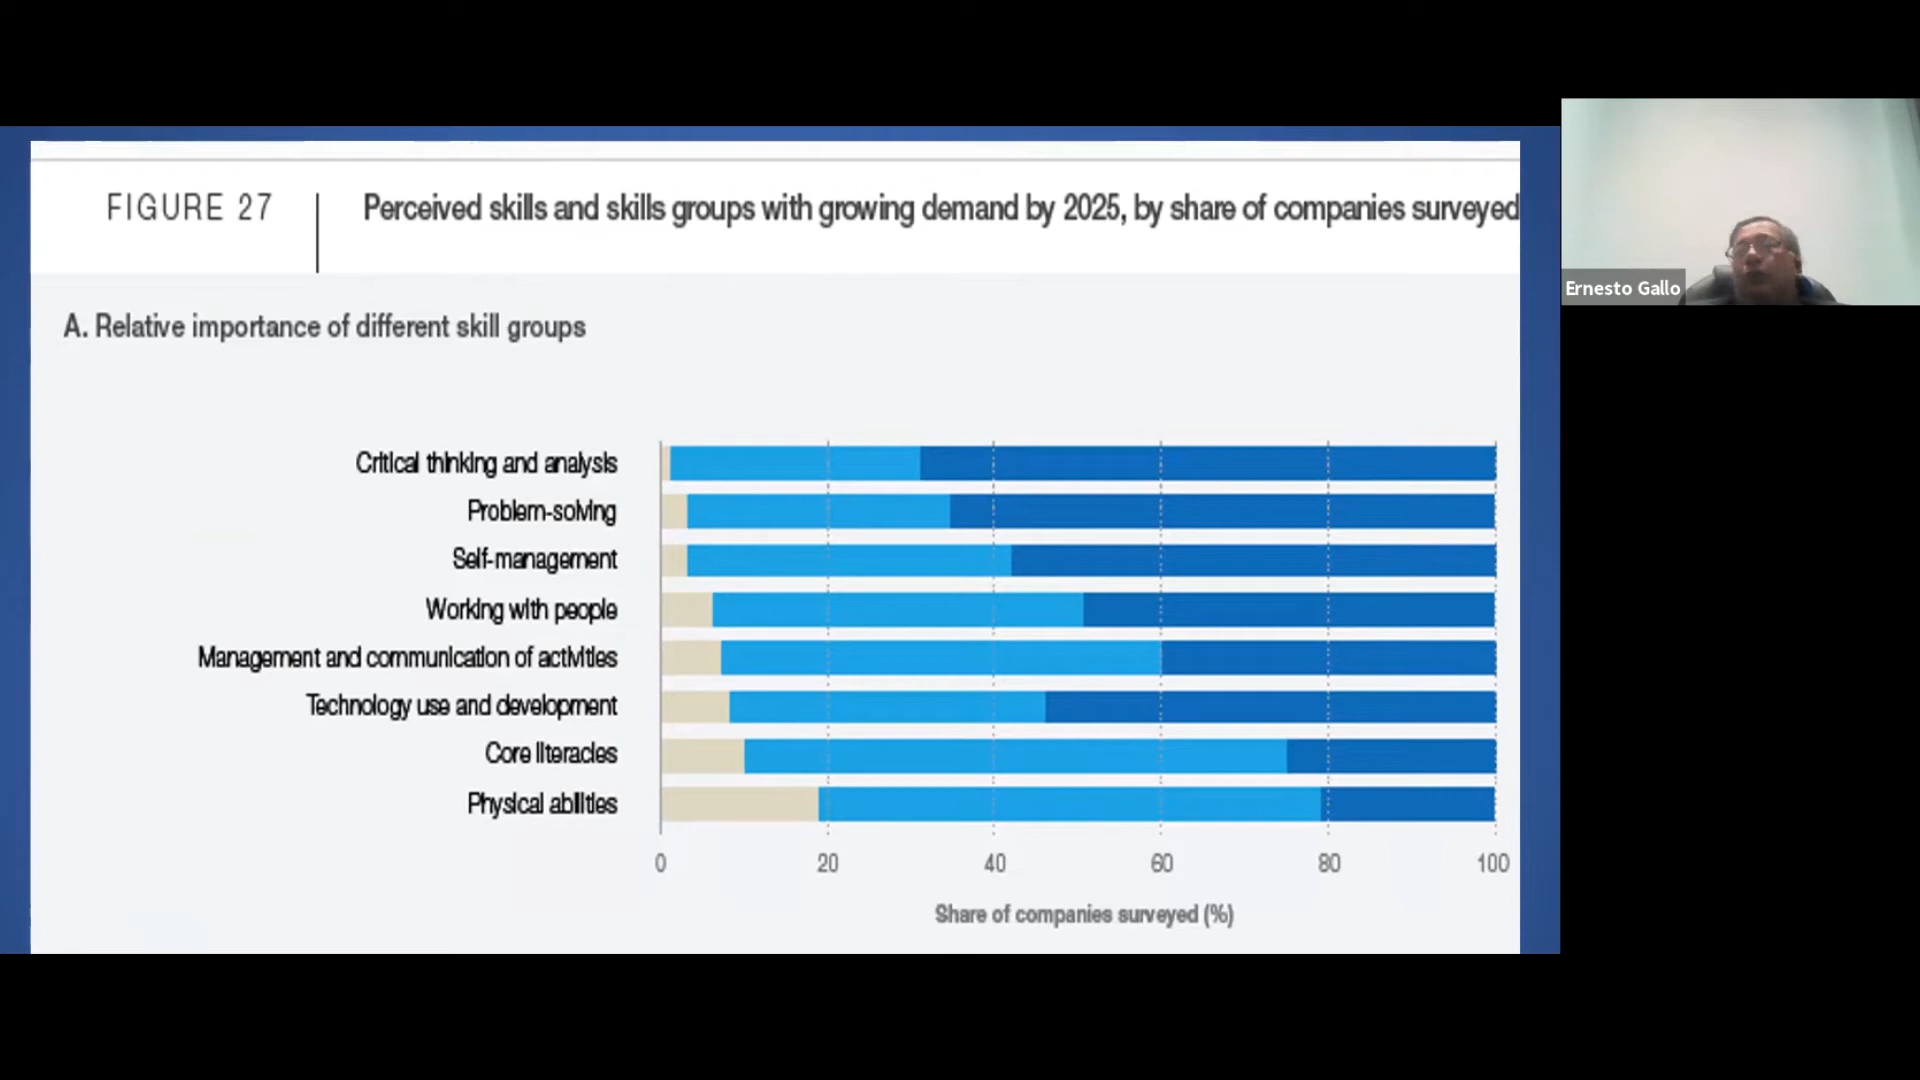 FIGURE 27
Perceived skills and skills groups with growing demand by 2025, by share of companies surveyed
A. Relative importance of different skill groups
Critical thinking and analysis
Problem-solving
Self-management
Working with people
Management and communication of activities
Technology use and development
Core literacies
Physical abilities
0 20 40 60 80 100
Share of companies surveyed (%)
Ernesto Gallo